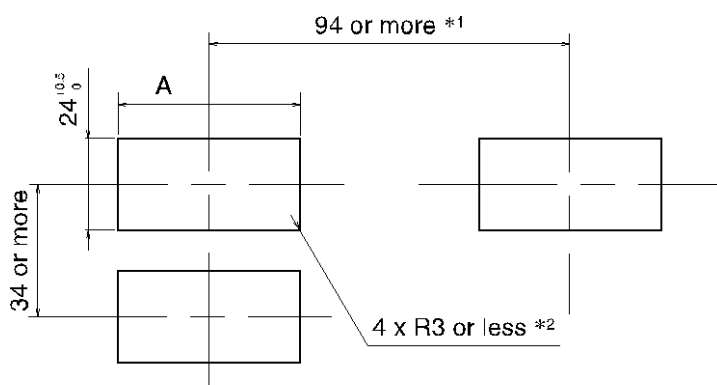 94 or more *1
A
24 +0.5 0
34 or more
4 x R3 or less *2